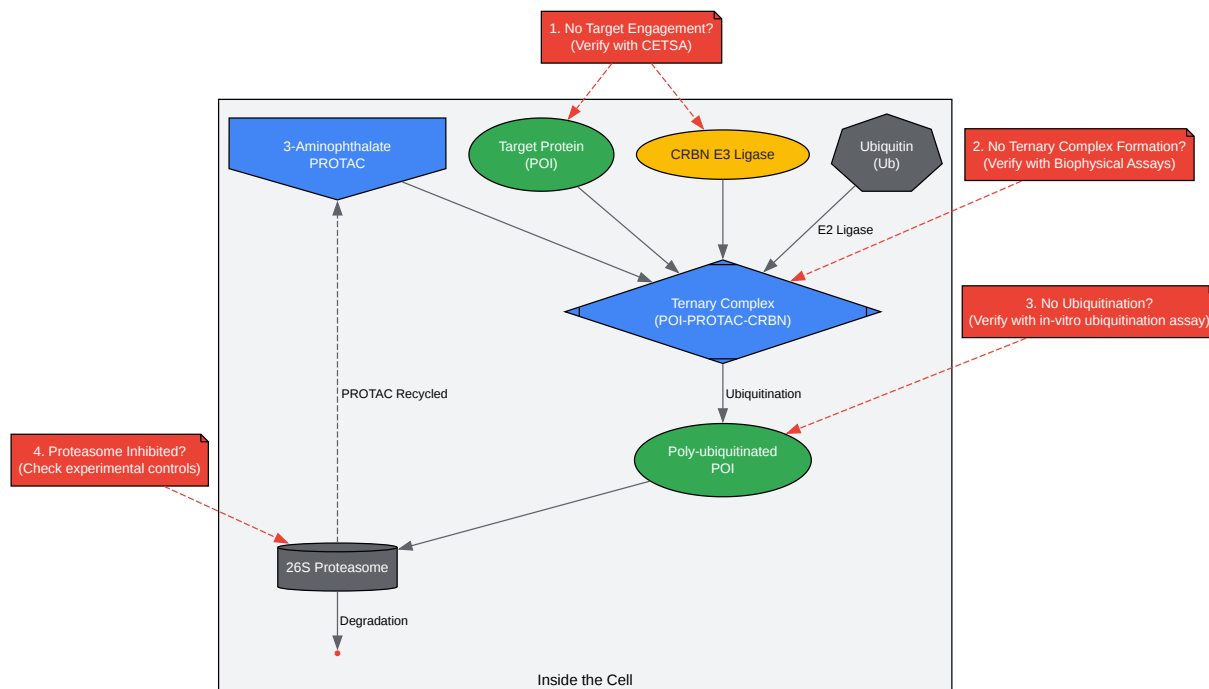 1. No Target Engagement?
(Verify with CETSA)
3-Aminophthalate
PROTAC
Target Protein
(POI)
CRBN E3 Ligase
Ubiquitin
(Ub)
2. No Ternary Complex Formation?
(Verify with Biophysical Assays)
E2 Ligase
Ternary Complex
(POI-PROTAC-CRBN)
3. No Ubiquitination?
(Verify with in-vitro ubiquitination assay)
PROTAC Recycled
Ubiquitination
4. Proteasome Inhibited?
(Check experimental controls)
Poly-ubiquitinated
POI
26S Proteasome
Degradation
Inside the Cell